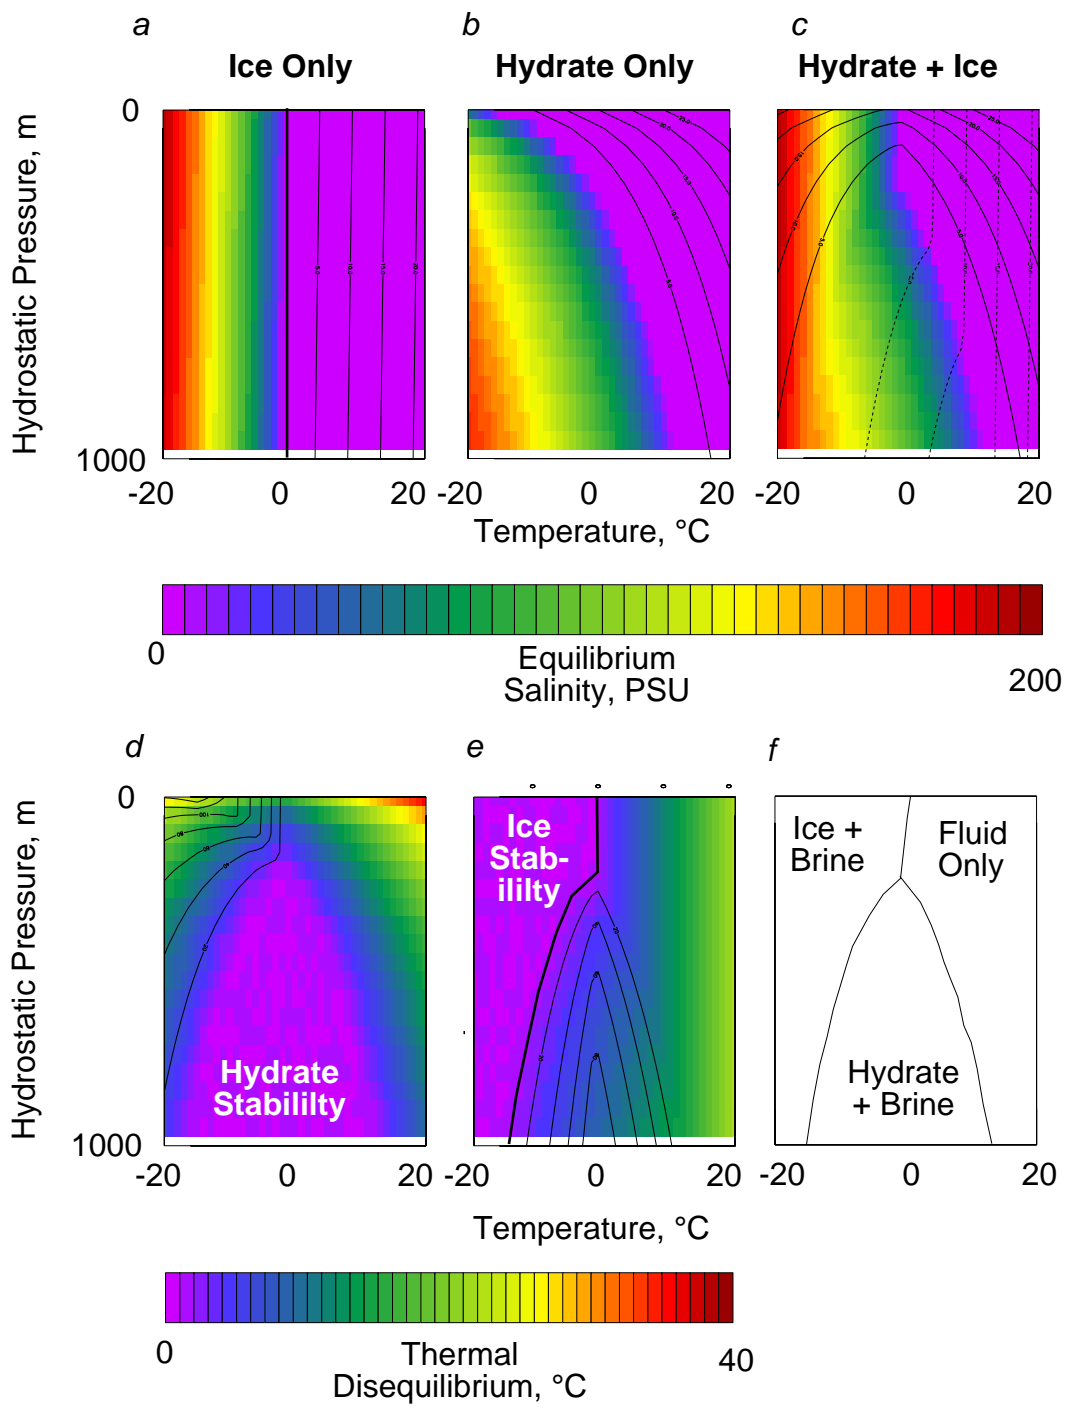 a b c
Ice Only Hydrate Only Hydrate + Ice
0
Hydrostatic Pressure, m
1000
-20 0 20 -20 0 20 -20 0 20
Temperature, °C
0 200
Equilibrium
Salinity, PSU
d e f
0
Hydrostatic Pressure, m
1000
Hydrate
Stabililty
Ice
Stab-
ililty
Ice +
Brine
Fluid
Only
Hydrate
+ Brine
-20 0 20 -20 0 20 -20 0 20
Temperature, °C
0 40
Thermal
Disequilibrium, °C